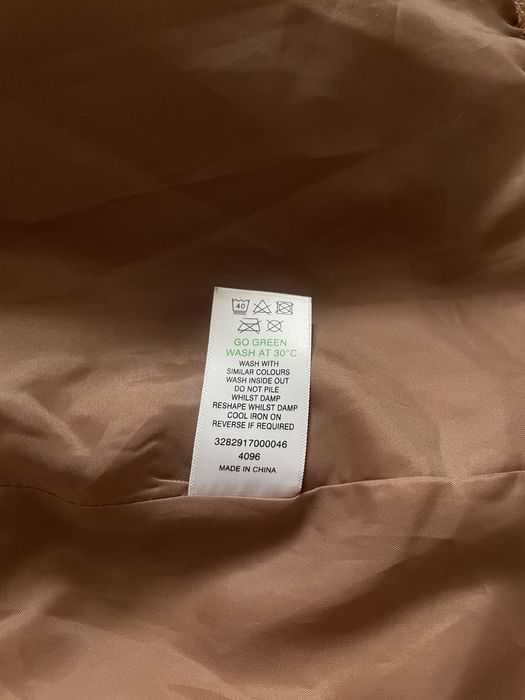 40
GO GREEN
WASH AT 30°C
WASH WITH
SIMILAR COLOURS
WASH INSIDE OUT
DO NOT PILE
WHILST DAMP
RESHAPE WHILST DAMP
COOL IRON ON
REVERSE IF REQUIRED
3282917000046
4096
MADE IN CHINA